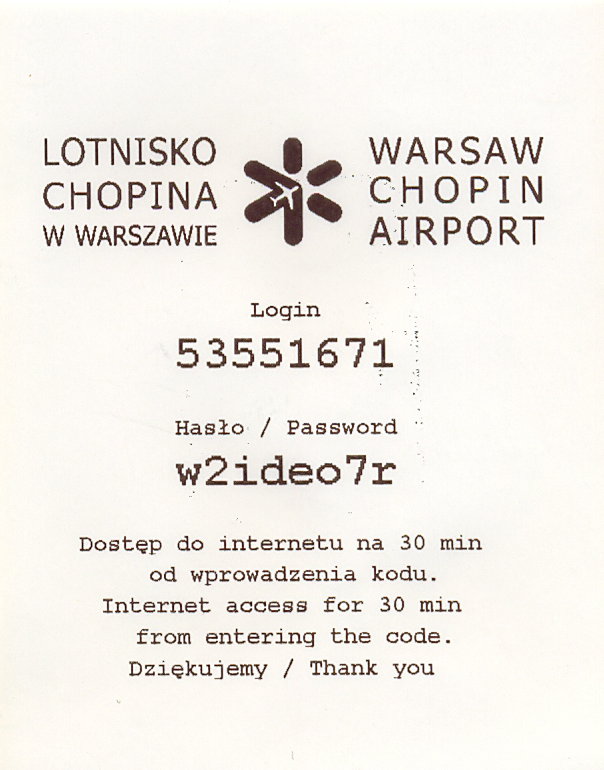 LOTNISKO
CHOPINA
W WARSZAWIE
WARSAW
CHOPIN
AIRPORT
Login
53551671
Hasło / Password
w2ideo7r
Dostęp do internetu na 30 min
od wprowadzenia kodu.
Internet access for 30 min
from entering the code.
Dziękujemy / Thank you